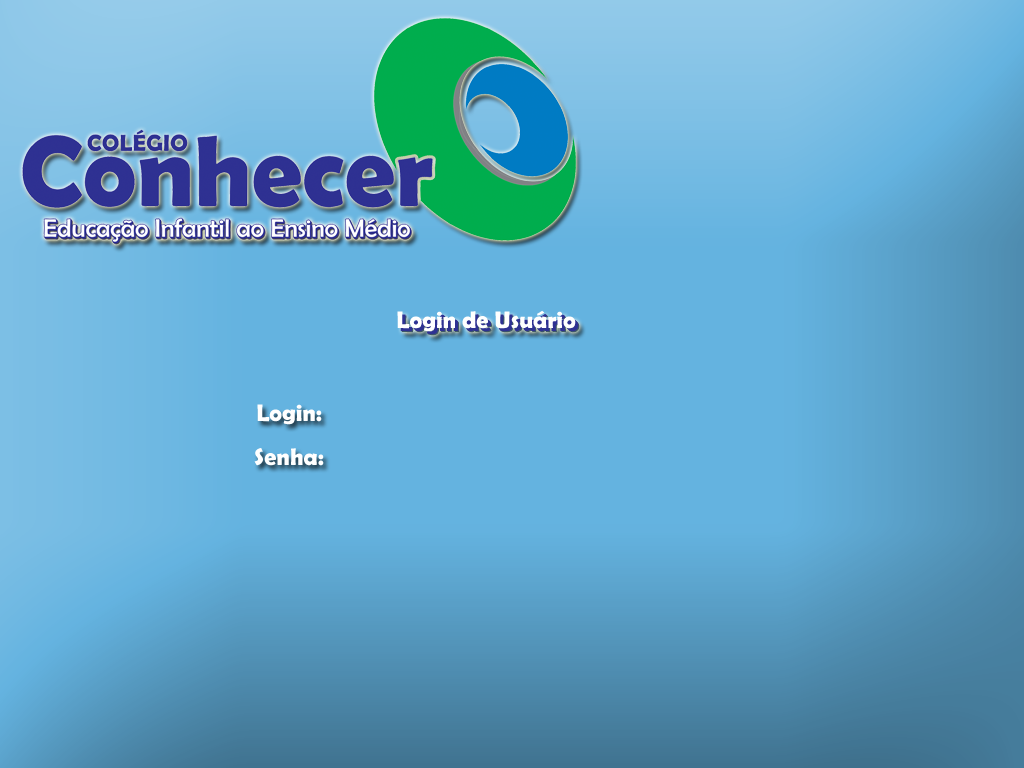 COLÉGIO
Conhecer
Educação Infantil ao Ensino Médio
Login de Usuário
Login:
Senha: